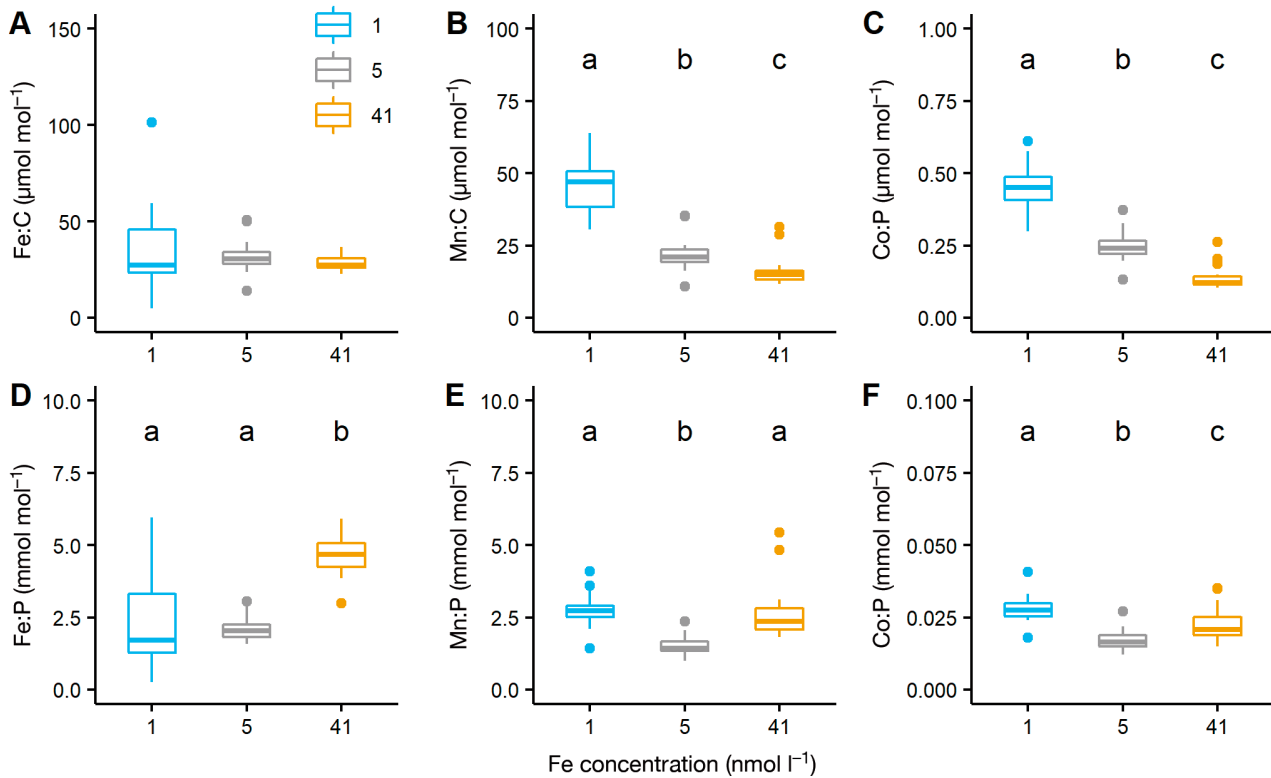 A
Fe:C (µmol mol⁻¹)
150
100
50
0
1
5
41
1
5
41
B
Mn:C (µmol mol⁻¹)
100
75
50
25
0
a b c
1
5
41
C
Co:P (µmol mol⁻¹)
1.00
0.75
0.50
0.25
0.00
a b c
1
5
41
D
Fe:P (mmol mol⁻¹)
10.0
7.5
5.0
2.5
0.0
a a b
1
5
41
E
Mn:P (mmol mol⁻¹)
10.0
7.5
5.0
2.5
0.0
a b a
1
5
41
F
Co:P (mmol mol⁻¹)
0.100
0.075
0.050
0.025
0.000
a b c
1
5
41
Fe concentration (nmol l⁻¹)